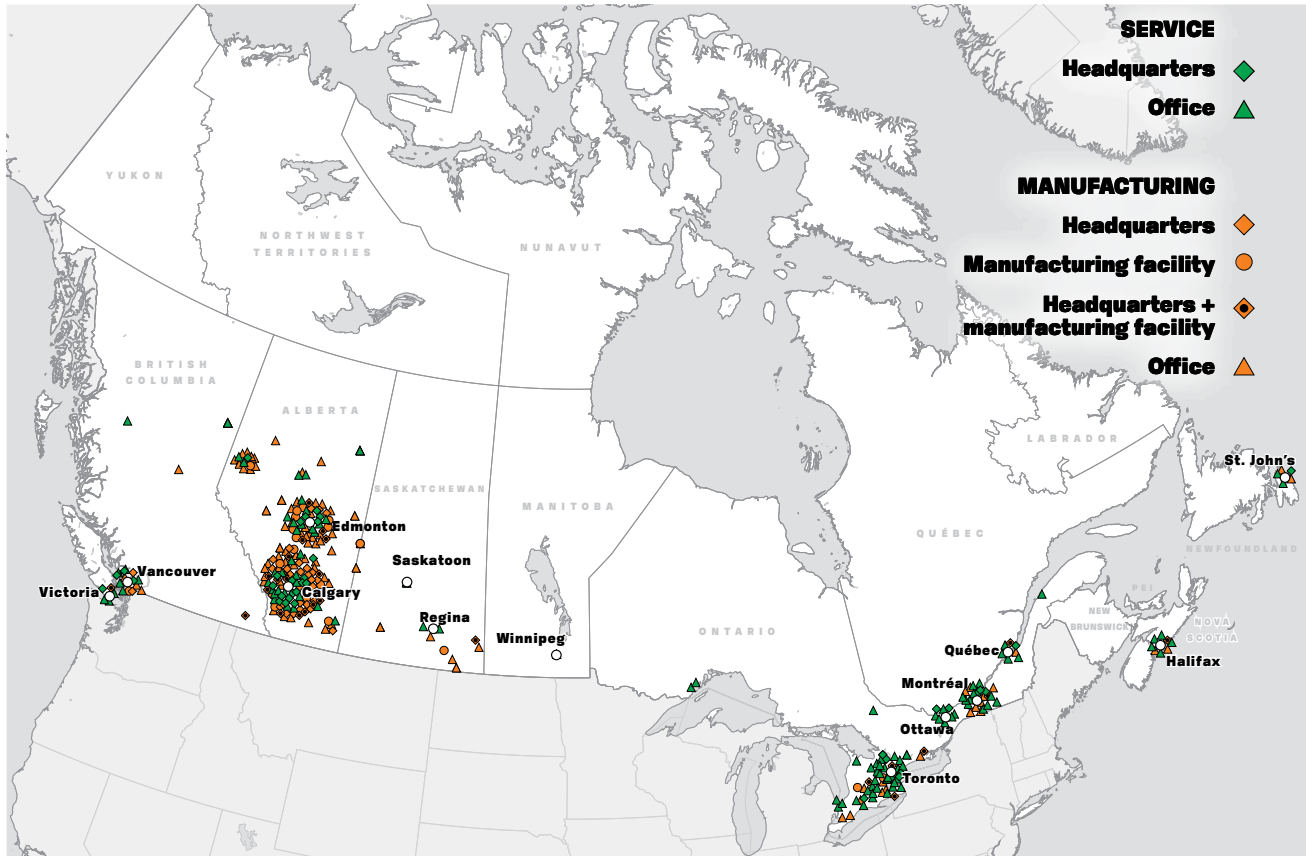 SERVICE
Headquarters
Office
MANUFACTURING
Headquarters
Manufacturing facility
Headquarters +
manufacturing facility
Office
YUKON
NORTHWEST
TERRITORIES
NUNAVUT
BRITISH
COLUMBIA
ALBERTA
SASKATCHEWAN
MANITOBA
ONTARIO
QUÉBEC
LABRADOR
NEWFOUNDLAND
PEI
NEW
BRUNSWICK
NOVA
SCOTIA
St. John's
Edmonton
Saskatoon
Vancouver
Victoria
Calgary
Regina
Winnipeg
Québec
Halifax
Montréal
Ottawa
Toronto